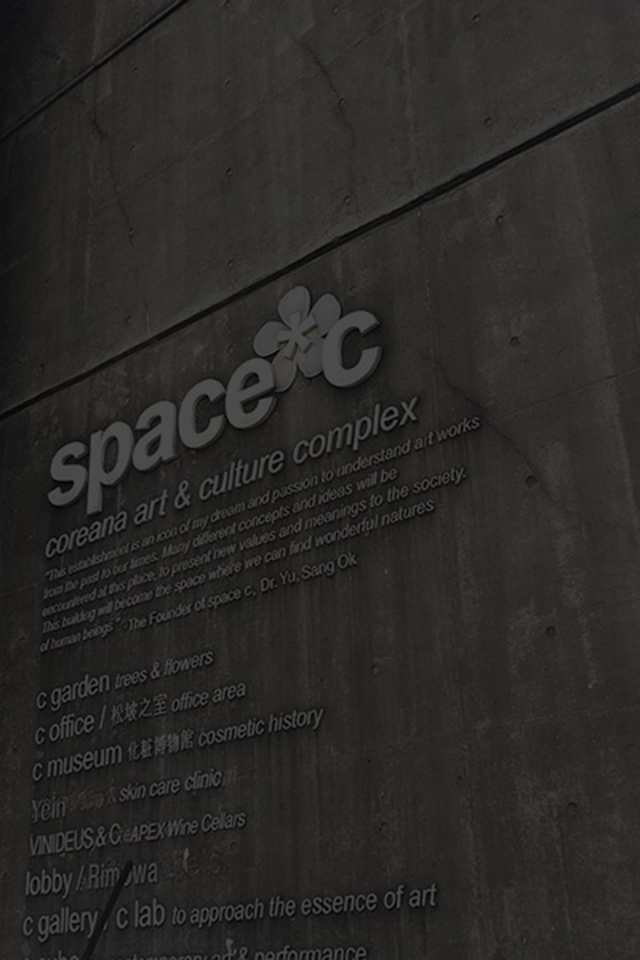 space*c
coreana art & culture complex
"This establishment is an icon of my dream and passion to understand art works
from the past to our times. Many different concepts and ideas will be
encountered at this place, to present new values and meanings to the society.
This building will become the space where we can find wonderful natures
of human beings" -The Founder of space c, Dr. Yu, Sang Ok
c garden trees & flowers
c office / 松坡之室 office area
c museum 化粧博物館 cosmetic history
Yein skin care clinic
VINIDEUS & C APEX Wine Cellars
lobby / Rimowa
c gallery / c lab to approach the essence of art
& performance